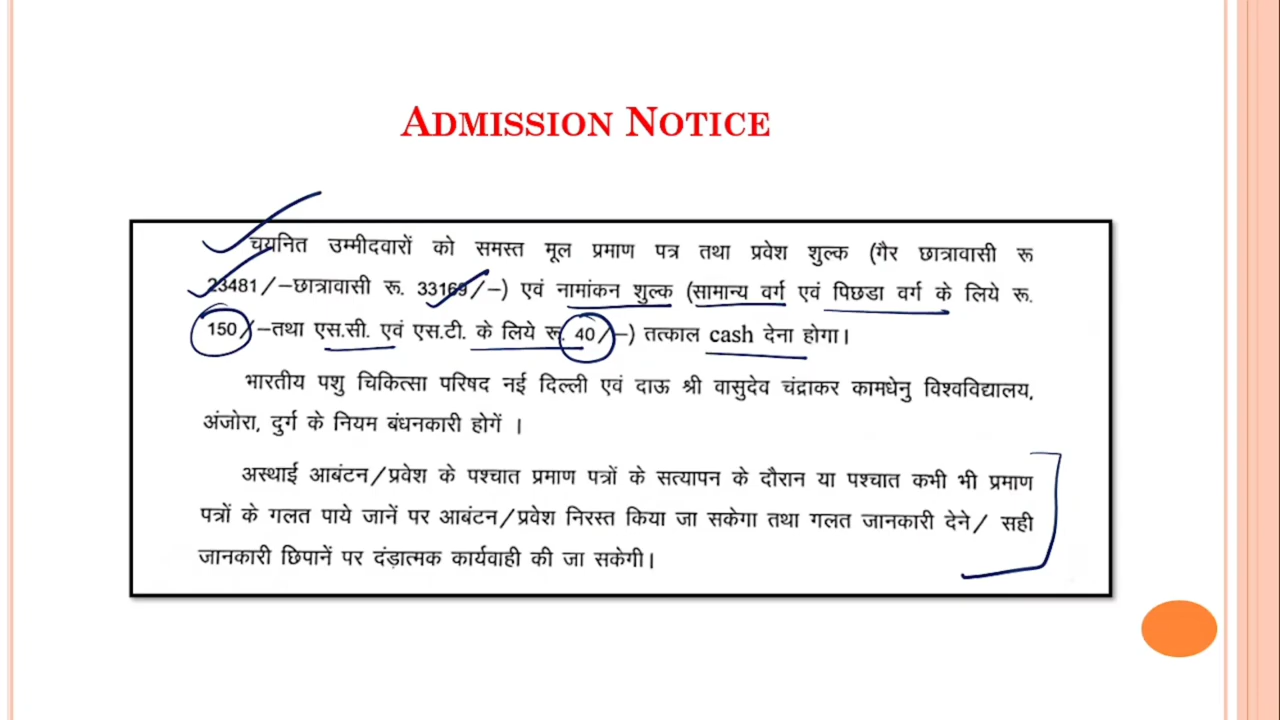 ADMISSION NOTICE
चयनित उम्मीदवारों को समस्त मूल प्रमाण पत्र तथा प्रवेश शुल्क (गैर छात्रावासी रू
23481/–छात्रावासी रू. 33169/–) एवं नामांकन शुल्क (सामान्य वर्ग एवं पिछडा वर्ग के लिये रू.
150/–तथा एस.सी. एवं एस.टी. के लिये रू. 40/–) तत्काल cash देना होगा।
भारतीय पशु चिकित्सा परिषद नई दिल्ली एवं दाऊ श्री वासुदेव चंद्राकर कामधेनु विश्वविद्यालय,
अंजोरा, दुर्ग के नियम बंधनकारी होगें ।
अस्थाई आबंटन/प्रवेश के पश्चात प्रमाण पत्रों के सत्यापन के दौरान या पश्चात कभी भी प्रमाण
पत्रों के गलत पाये जानें पर आबंटन/प्रवेश निरस्त किया जा सकेगा तथा गलत जानकारी देने/ सही
जानकारी छिपानें पर दंड़ात्मक कार्यवाही की जा सकेगी।